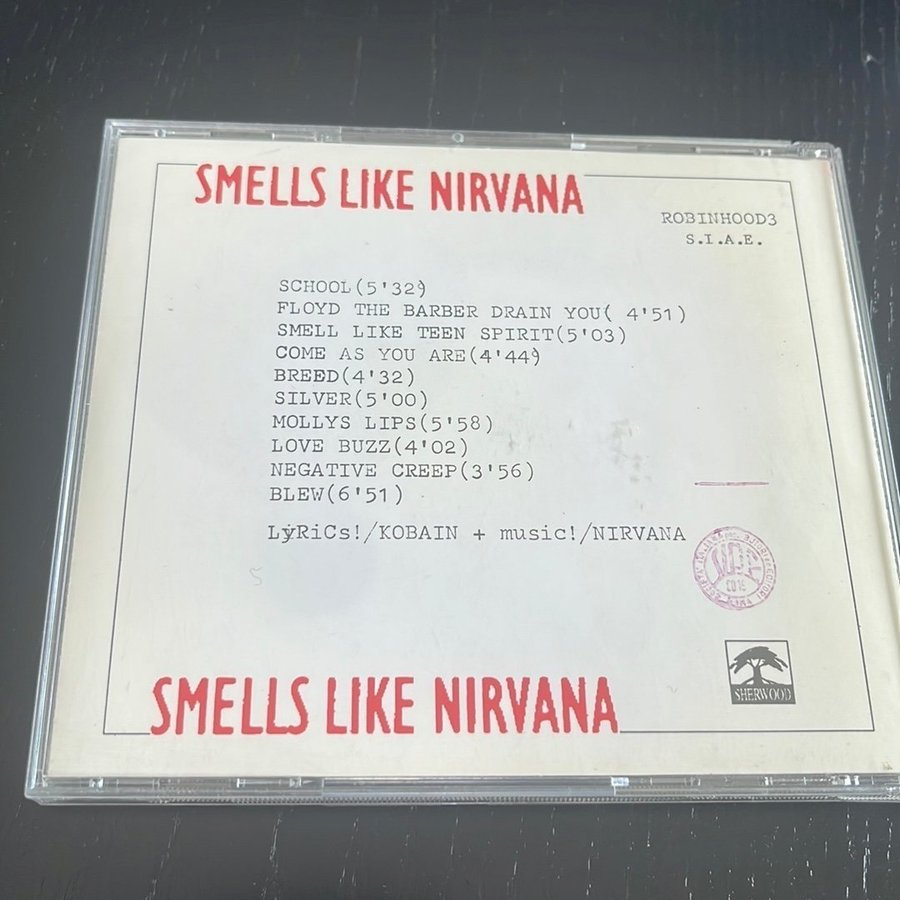 SMELLS LIKE NIRVANA
ROBINHOOD3
S.I.A.E.
SCHOOL(5'32)
FLOYD THE BARBER DRAIN YOU( 4'51)
SMELL LIKE TEEN SPIRIT(5'03)
COME AS YOU ARE(4'44)
BREED(4'32)
SILVER(5'00)
MOLLYS LIPS(5'58)
LOVE BUZZ(4'02)
NEGATIVE CREEP(3'56)
BLEW(6'51)
LyRiCs!/KOBAIN + music!/NIRVANA
SHERWOOD
SMELLS LIKE NIRVANA